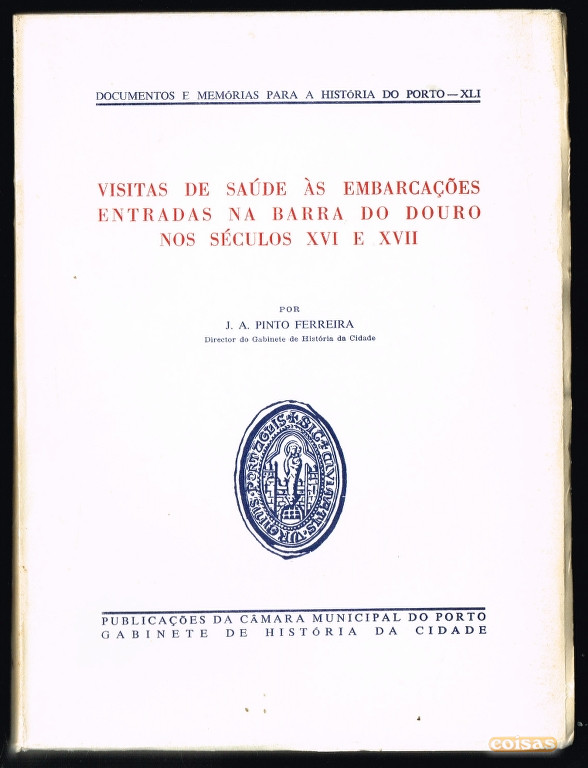 DOCUMENTOS E MEMÓRIAS PARA A HISTÓRIA DO PORTO — XLI
VISITAS DE SAÚDE ÀS EMBARCAÇÕES
ENTRADAS NA BARRA DO DOURO
NOS SÉCULOS XVI E XVII
POR
J. A. PINTO FERREIRA
Director do Gabinete de História da Cidade
PUBLICAÇÕES DA CÂMARA MUNICIPAL DO PORTO
GABINETE DE HISTÓRIA DA CIDADE
coisas